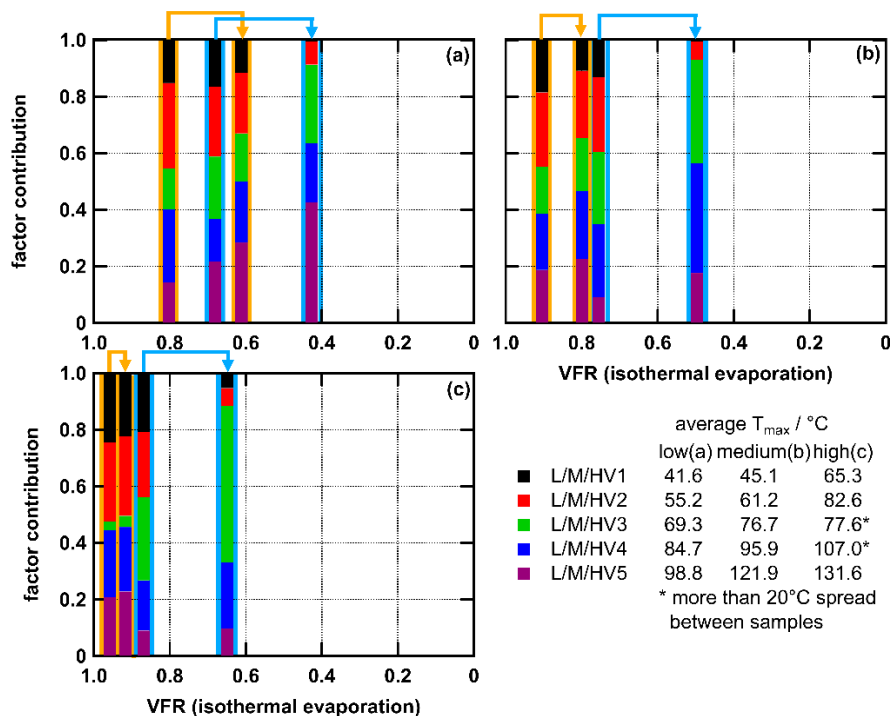 (a)
1.0
0.8
0.6
0.4
0.2
0
factor contribution
1.0 0.8 0.6 0.4 0.2 0
(b)
1.0 0.8 0.6 0.4 0.2 0
VFR (isothermal evaporation)
(c)
1.0
0.8
0.6
0.4
0.2
0
factor contribution
1.0 0.8 0.6 0.4 0.2 0
VFR (isothermal evaporation)
average Tmax / °C
low(a) medium(b) high(c)
L/M/HV1 41.6 45.1 65.3
L/M/HV2 55.2 61.2 82.6
L/M/HV3 69.3 76.7 77.6*
L/M/HV4 84.7 95.9 107.0*
L/M/HV5 98.8 121.9 131.6
* more than 20°C spread
between samples